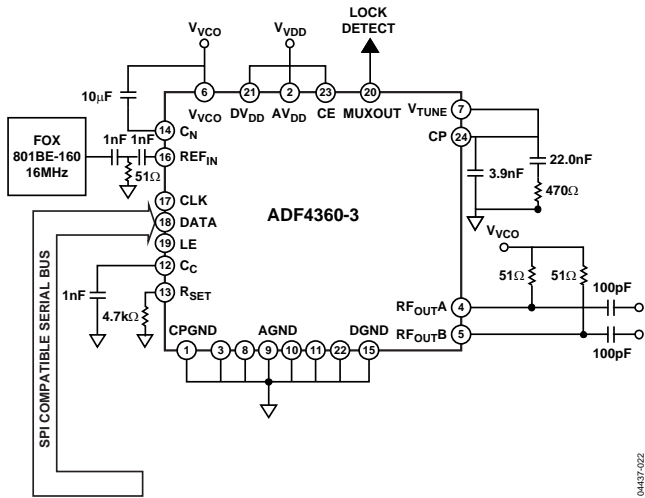 LOCK
DETECT
VVCO
VVDD
10µF
6
21
2
23
20
VVCO
DVDD
AVDD
CE
MUXOUT
VTUNE
7
14
CN
CP
24
FOX
801BE-160
16MHz
1nF
1nF
16
REFIN
51Ω
3.9nF
22.0nF
470Ω
17
CLK
18
DATA
19
LE
ADF4360-3
12
CC
13
RSET
1nF
4.7kΩ
VVCO
51Ω
51Ω
100pF
RFOUTA
4
RFOUTB
5
100pF
CPGND
AGND
DGND
1
3
8
9
10
11
22
15
SPI COMPATIBLE SERIAL BUS
04437-022